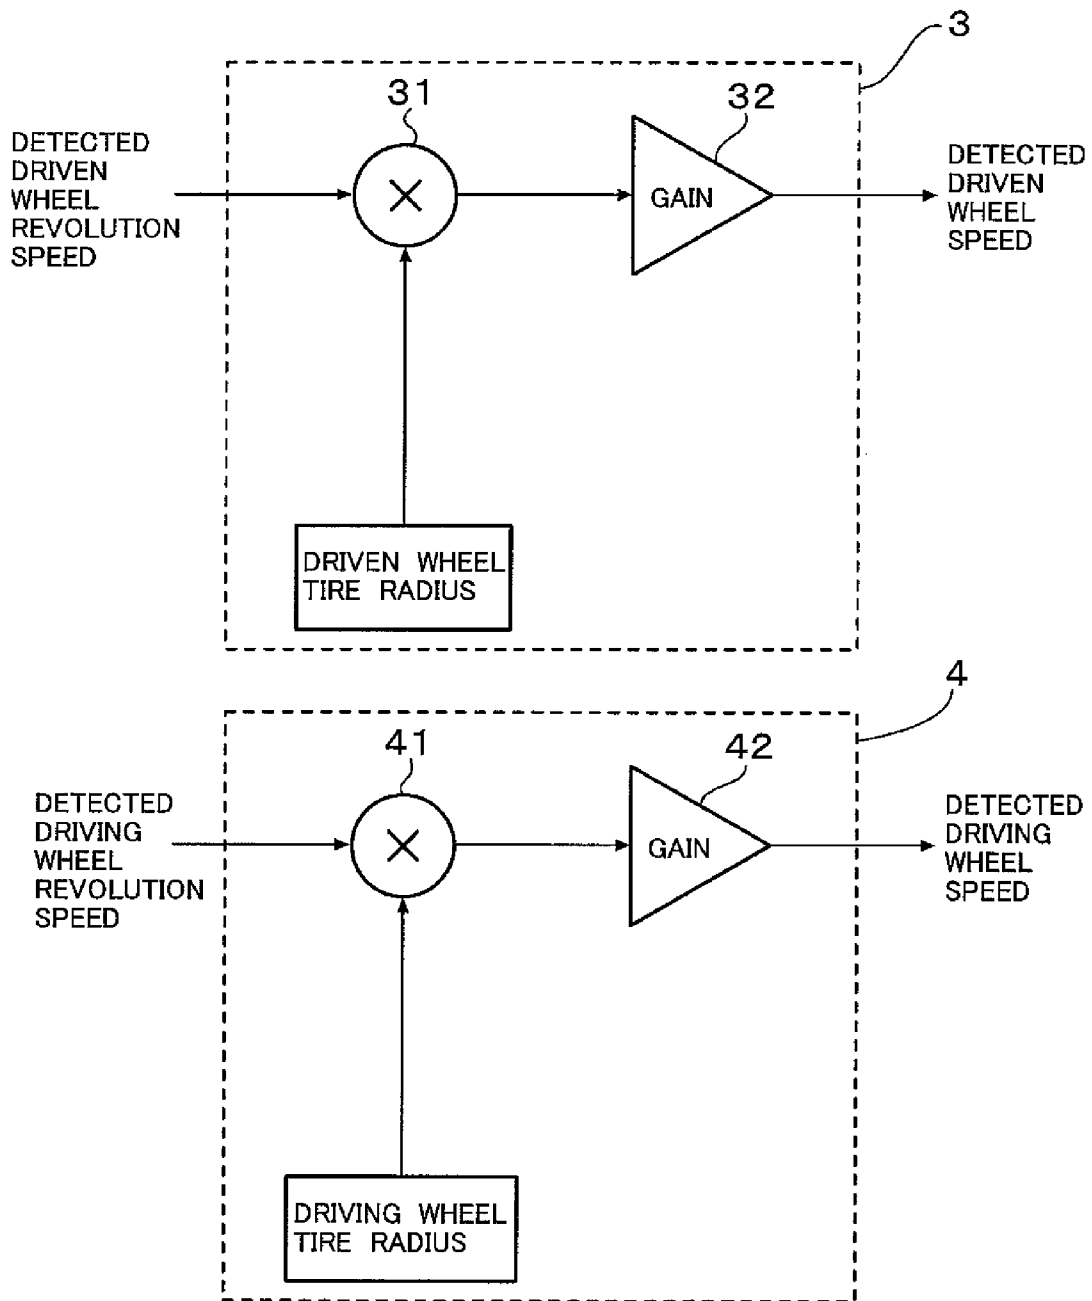 3
31
32
DETECTED
DRIVEN
WHEEL
REVOLUTION
SPEED
GAIN
DETECTED
DRIVEN
WHEEL
SPEED
DRIVEN WHEEL
TIRE RADIUS
4
41
42
DETECTED
DRIVING
WHEEL
REVOLUTION
SPEED
GAIN
DETECTED
DRIVING
WHEEL
SPEED
DRIVING WHEEL
TIRE RADIUS